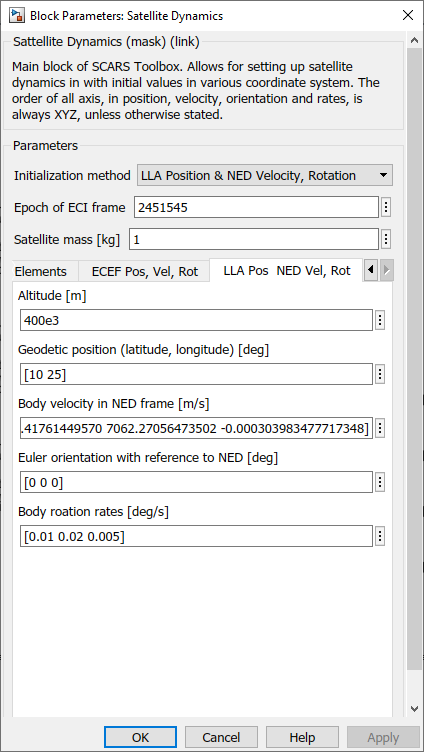 Block Parameters: Satellite Dynamics
Sattellite Dynamics (mask) (link)
Main block of SCARS Toolbox. Allows for setting up satellite
dynamics in with initial values in various coordinate system. The
order of all axis, in position, velocity, orientation and rates, is
always XYZ, unless otherwise stated.
Parameters
Initialization method LLA Position & NED Velocity, Rotation
Epoch of ECI frame 2451545
Satellite mass [kg] 1
Elements ECEF Pos, Vel, Rot LLA Pos NED Vel, Rot
Altitude [m]
400e3
Geodetic position (latitude, longitude) [deg]
[10 25]
Body velocity in NED frame [m/s]
.41761449570 7062.27056473502 -0.000303983477717348]
Euler orientation with reference to NED [deg]
[0 0 0]
Body roation rates [deg/s]
[0.01 0.02 0.005]
OK Cancel Help Apply